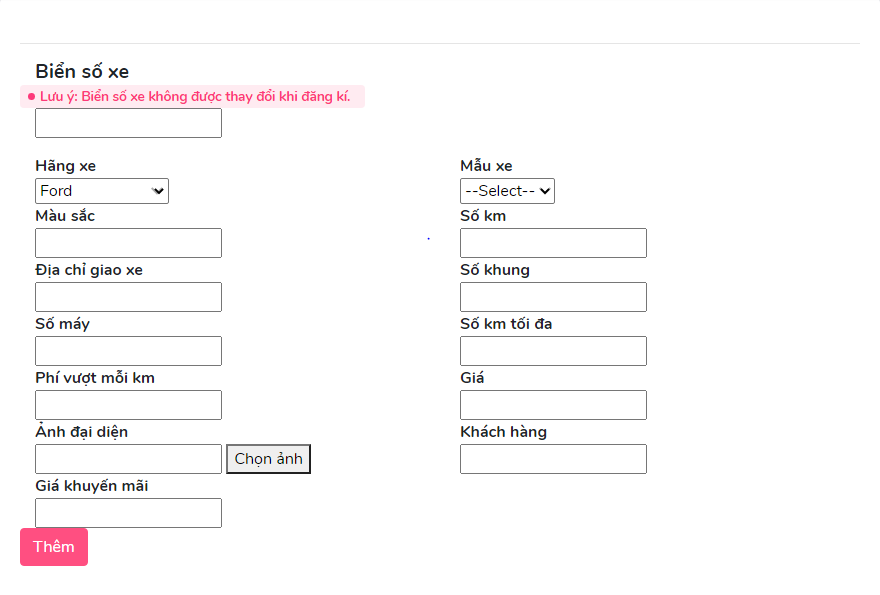 Biển số xe
Lưu ý: Biển số xe không được thay đổi khi đăng kí.
Hãng xe
Mẫu xe
Ford
--Select--
Màu sắc
Số km
Địa chỉ giao xe
Số khung
Số máy
Số km tối đa
Phí vượt mỗi km
Giá
Ảnh đại diện
Khách hàng
Chọn ảnh
Giá khuyến mãi
Thêm